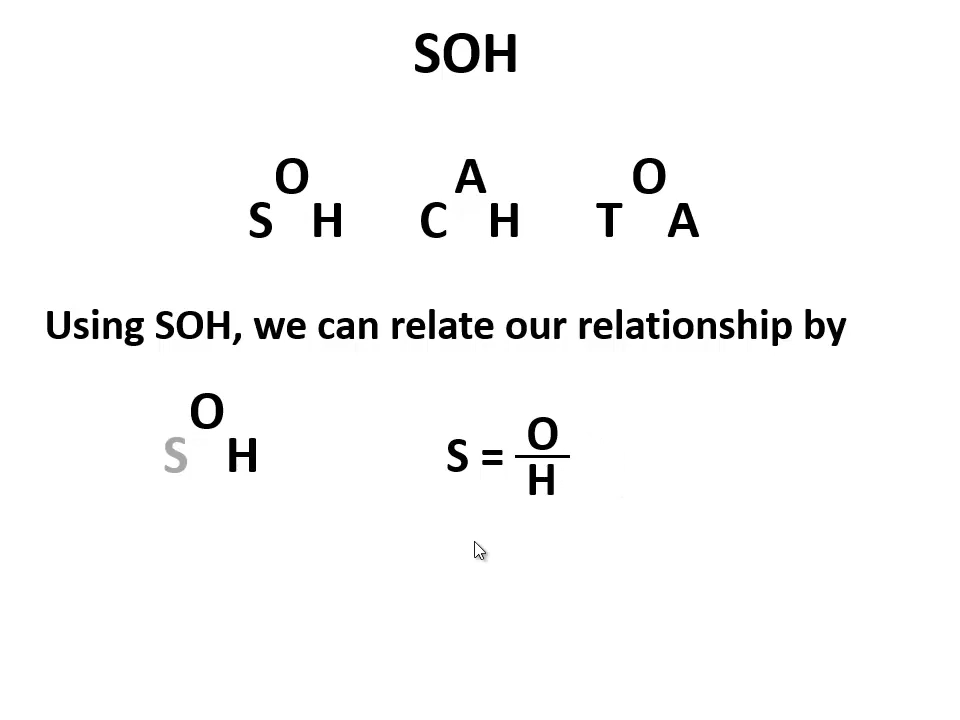 SOH
O A O
S H C H T A
Using SOH, we can relate our relationship by
O
S H
S = O
H